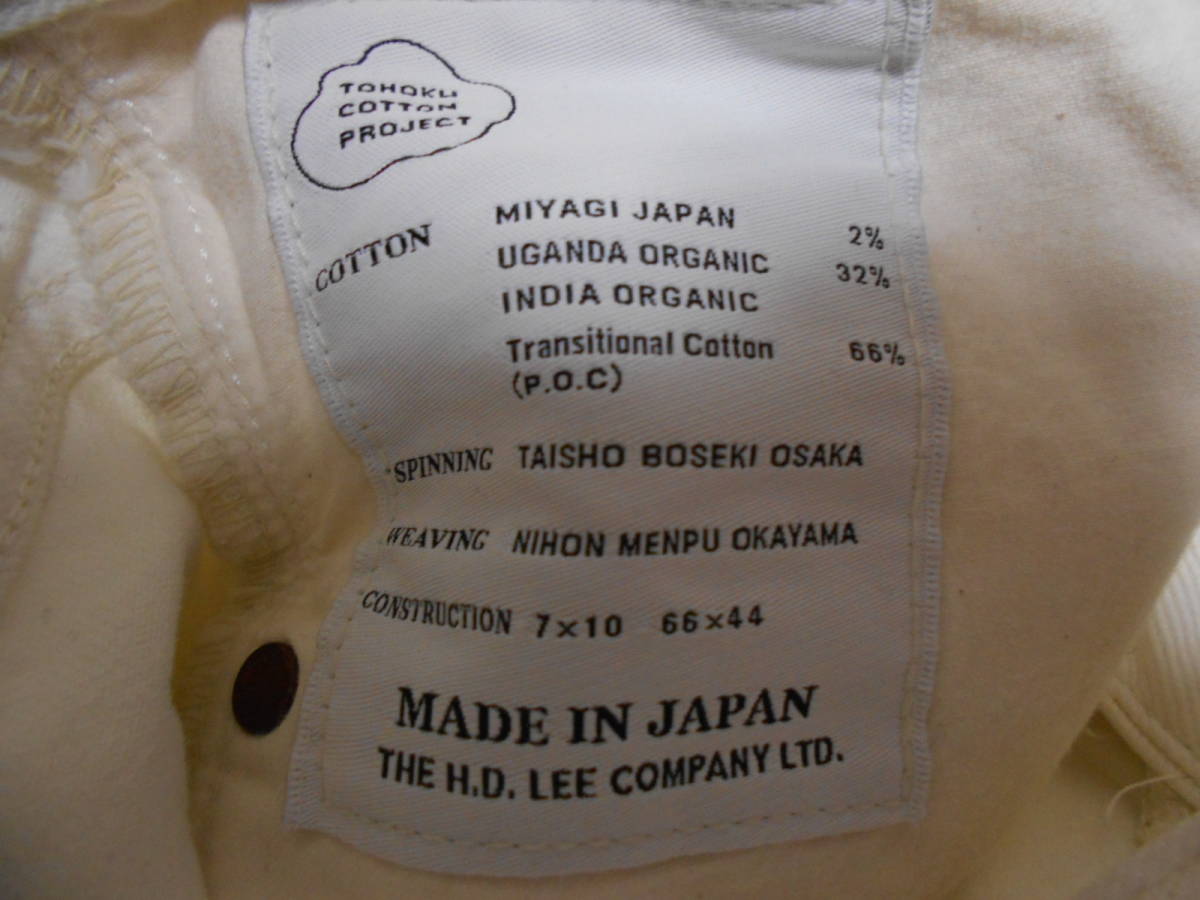 TOHOKU
COTTON
PROJECT
COTTON MIYAGI JAPAN 2%
UGANDA ORGANIC 32%
INDIA ORGANIC
Transitional Cotton 66%
(P.O.C)
SPINNING TAISHO BOSEKI OSAKA
WEAVING NIHON MENPU OKAYAMA
CONSTRUCTION 7×10 66×44
MADE IN JAPAN
THE H.D. LEE COMPANY LTD.